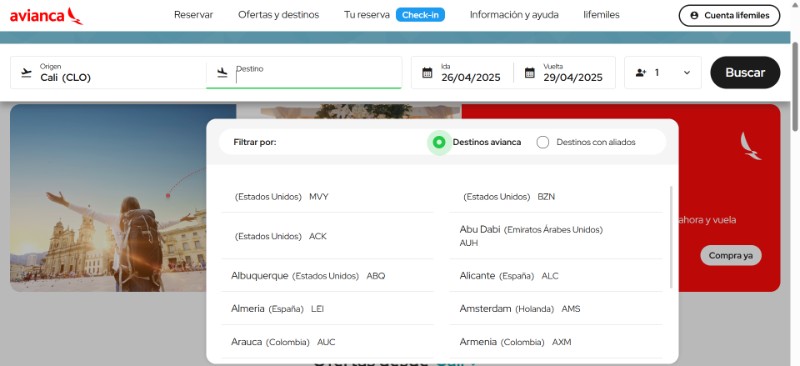 avianca
Reservar
Ofertas y destinos
Tu reserva
Check-in
Información y ayuda
lifemiles
Cuenta lifemiles
Origen
Cali (CLO)
Destino
Ida
26/04/2025
Vuelta
29/04/2025
1
Buscar
Filtrar por:
Destinos avianca
Destinos con aliados
(Estados Unidos) MVY
(Estados Unidos) BZN
(Estados Unidos) ACK
Abu Dabi (Emiratos Árabes Unidos)
AUH
Albuquerque (Estados Unidos) ABQ
Alicante (España) ALC
Almeria (España) LEI
Amsterdam (Holanda) AMS
Arauca (Colombia) AUC
Armenia (Colombia) AXM
ahora y vuela
Compra ya